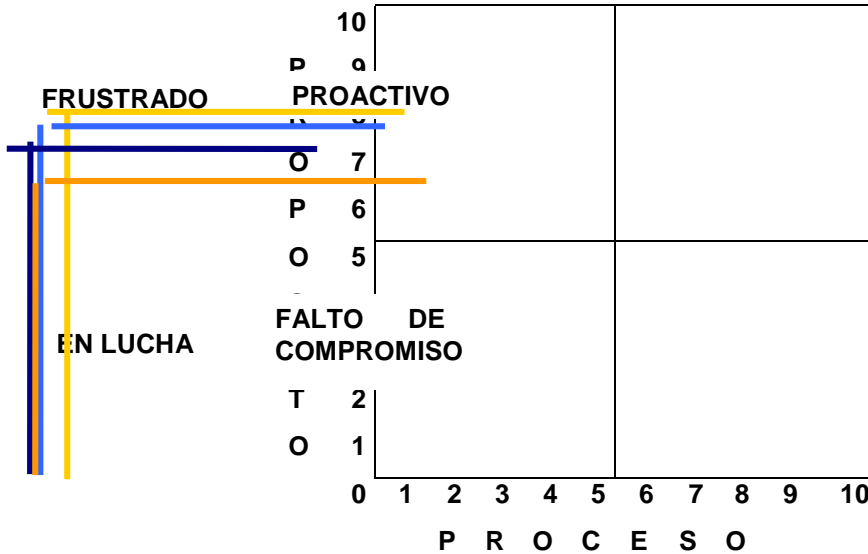 10
P 9
FRUSTRADO PROACTIVO
O 7
P 6
O 5
FALTO DE
EN LUCHA COMPROMISO
T 2
O 1
0 1 2 3 4 5 6 7 8 9 10
P R O C E S O